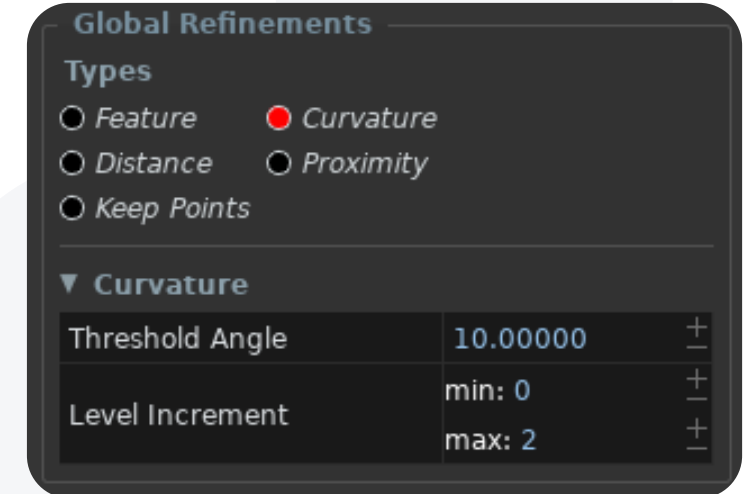 Global Refinements
Types
Feature Curvature
Distance Proximity
Keep Points
▼ Curvature
Threshold Angle 10.00000 + −
Level Increment min: 0 + −
max: 2 + −